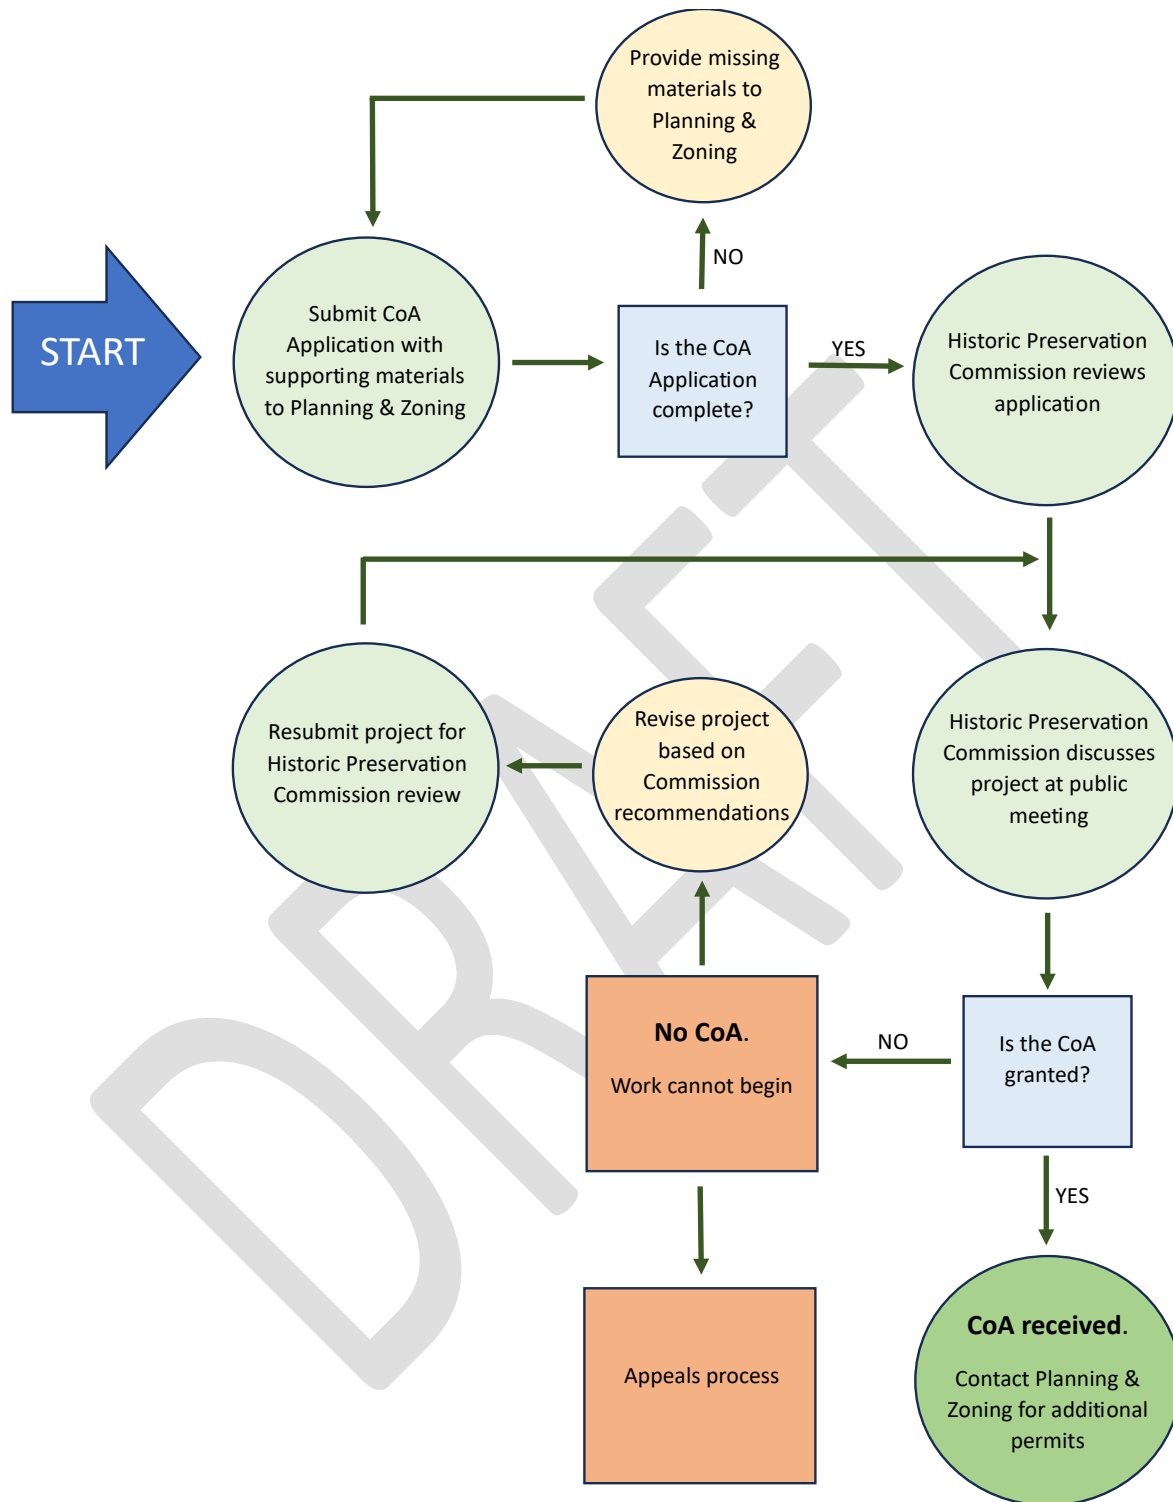 Provide missing
materials to
Planning &
Zoning
NO
START
Submit CoA
Application with
supporting materials
to Planning & Zoning
Is the CoA
Application
complete?
YES
Historic Preservation
Commission reviews
application
Resubmit project for
Historic Preservation
Commission review
Revise project
based on
Commission
recommendations
Historic Preservation
Commission discusses
project at public
meeting
No CoA.
Work cannot begin
NO
Is the CoA
granted?
YES
Appeals process
CoA received.
Contact Planning &
Zoning for additional
permits
DRAFT